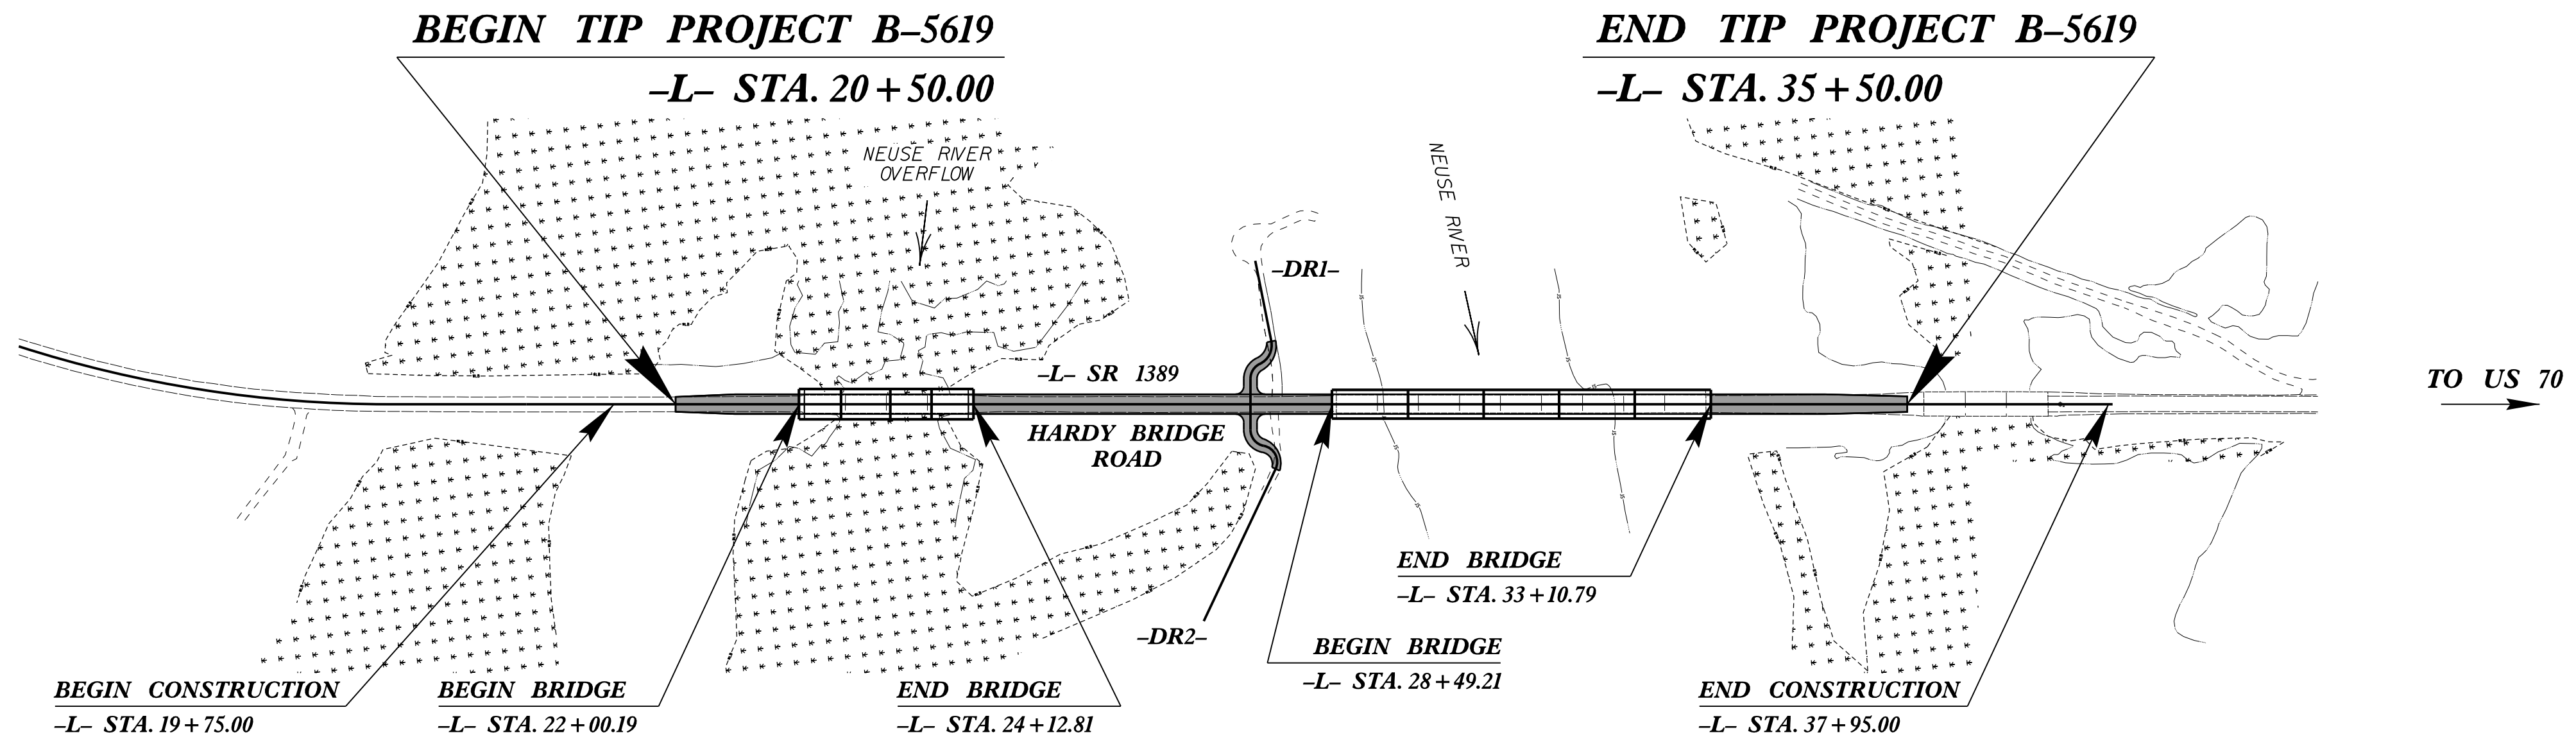 BEGIN TIP PROJECT B–5619
–L– STA. 20+50.00
END TIP PROJECT B–5619
–L– STA. 35+50.00
NEUSE RIVER
OVERFLOW
NEUSE RIVER
–DR1–
–L– SR 1389
HARDY BRIDGE
ROAD
TO US 70
–DR2–
END BRIDGE
–L– STA. 33+10.79
BEGIN BRIDGE
–L– STA. 28+49.21
BEGIN CONSTRUCTION
–L– STA. 19+75.00
BEGIN BRIDGE
–L– STA. 22+00.19
END BRIDGE
–L– STA. 24+12.81
END CONSTRUCTION
–L– STA. 37+95.00